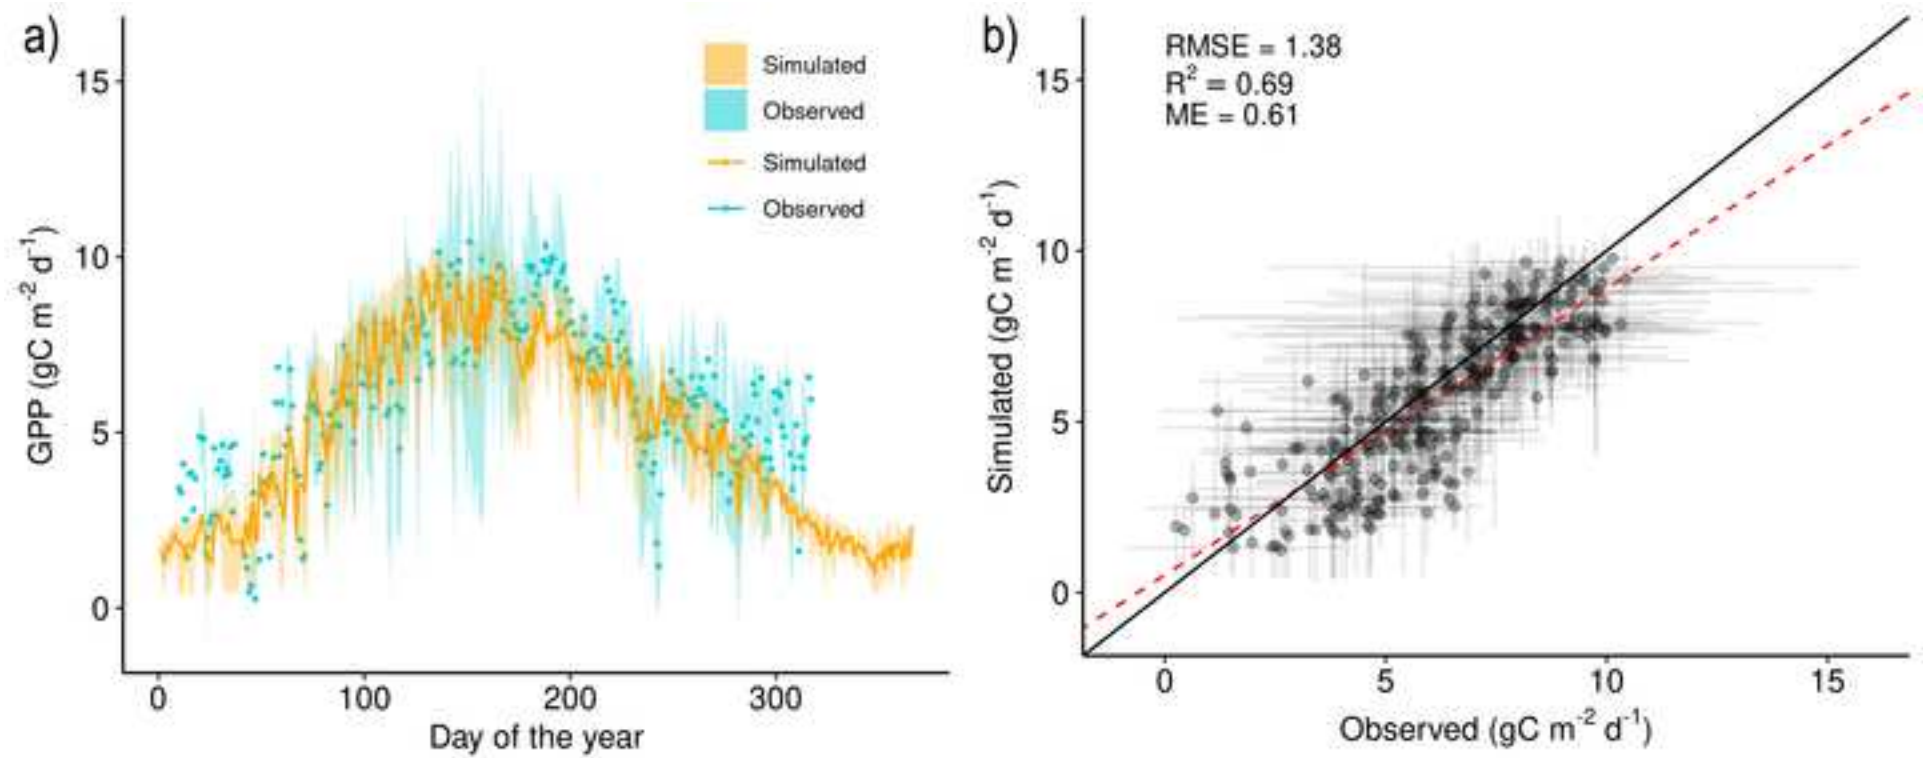 a)
15
10
5
0
GPP (gC m⁻² d⁻¹)
0 100 200 300
Day of the year
Simulated
Observed
Simulated
Observed
b)
RMSE = 1.38
R² = 0.69
ME = 0.61
15
10
5
0
Simulated (gC m⁻² d⁻¹)
0 5 10 15
Observed (gC m⁻² d⁻¹)